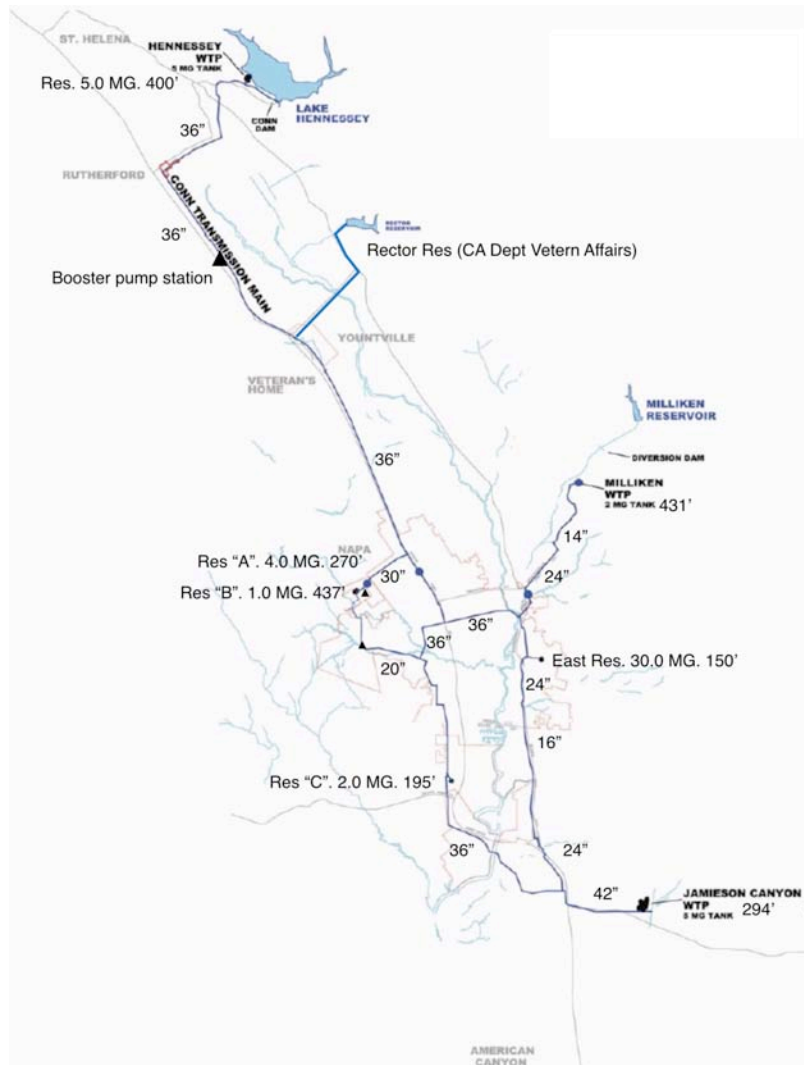 ST. HELENA
HENNESSEY
WTP
5 MG TANK
Res. 5.0 MG. 400’
CONN
DAM
LAKE
HENNESSEY
36”
RUTHERFORD
CONN TRANSMISSION MAIN
36”
RECTOR
RESERVOIR
Rector Res (CA Dept Vetern Affairs)
Booster pump station
YOUNTVILLE
VETERAN'S
HOME
MILLIKEN
RESERVOIR
DIVERSION DAM
36”
MILLIKEN
WTP
2 MG TANK 431’
14”
NAPA
Res “A”. 4.0 MG. 270’
30”
24”
Res “B”. 1.0 MG. 437’
36”
36”
20”
East Res. 30.0 MG. 150’
24”
16”
Res “C”. 2.0 MG. 195’
36”
24”
42”
JAMIESON CANYON
WTP
5 MG TANK 294’
AMERICAN
CANYON